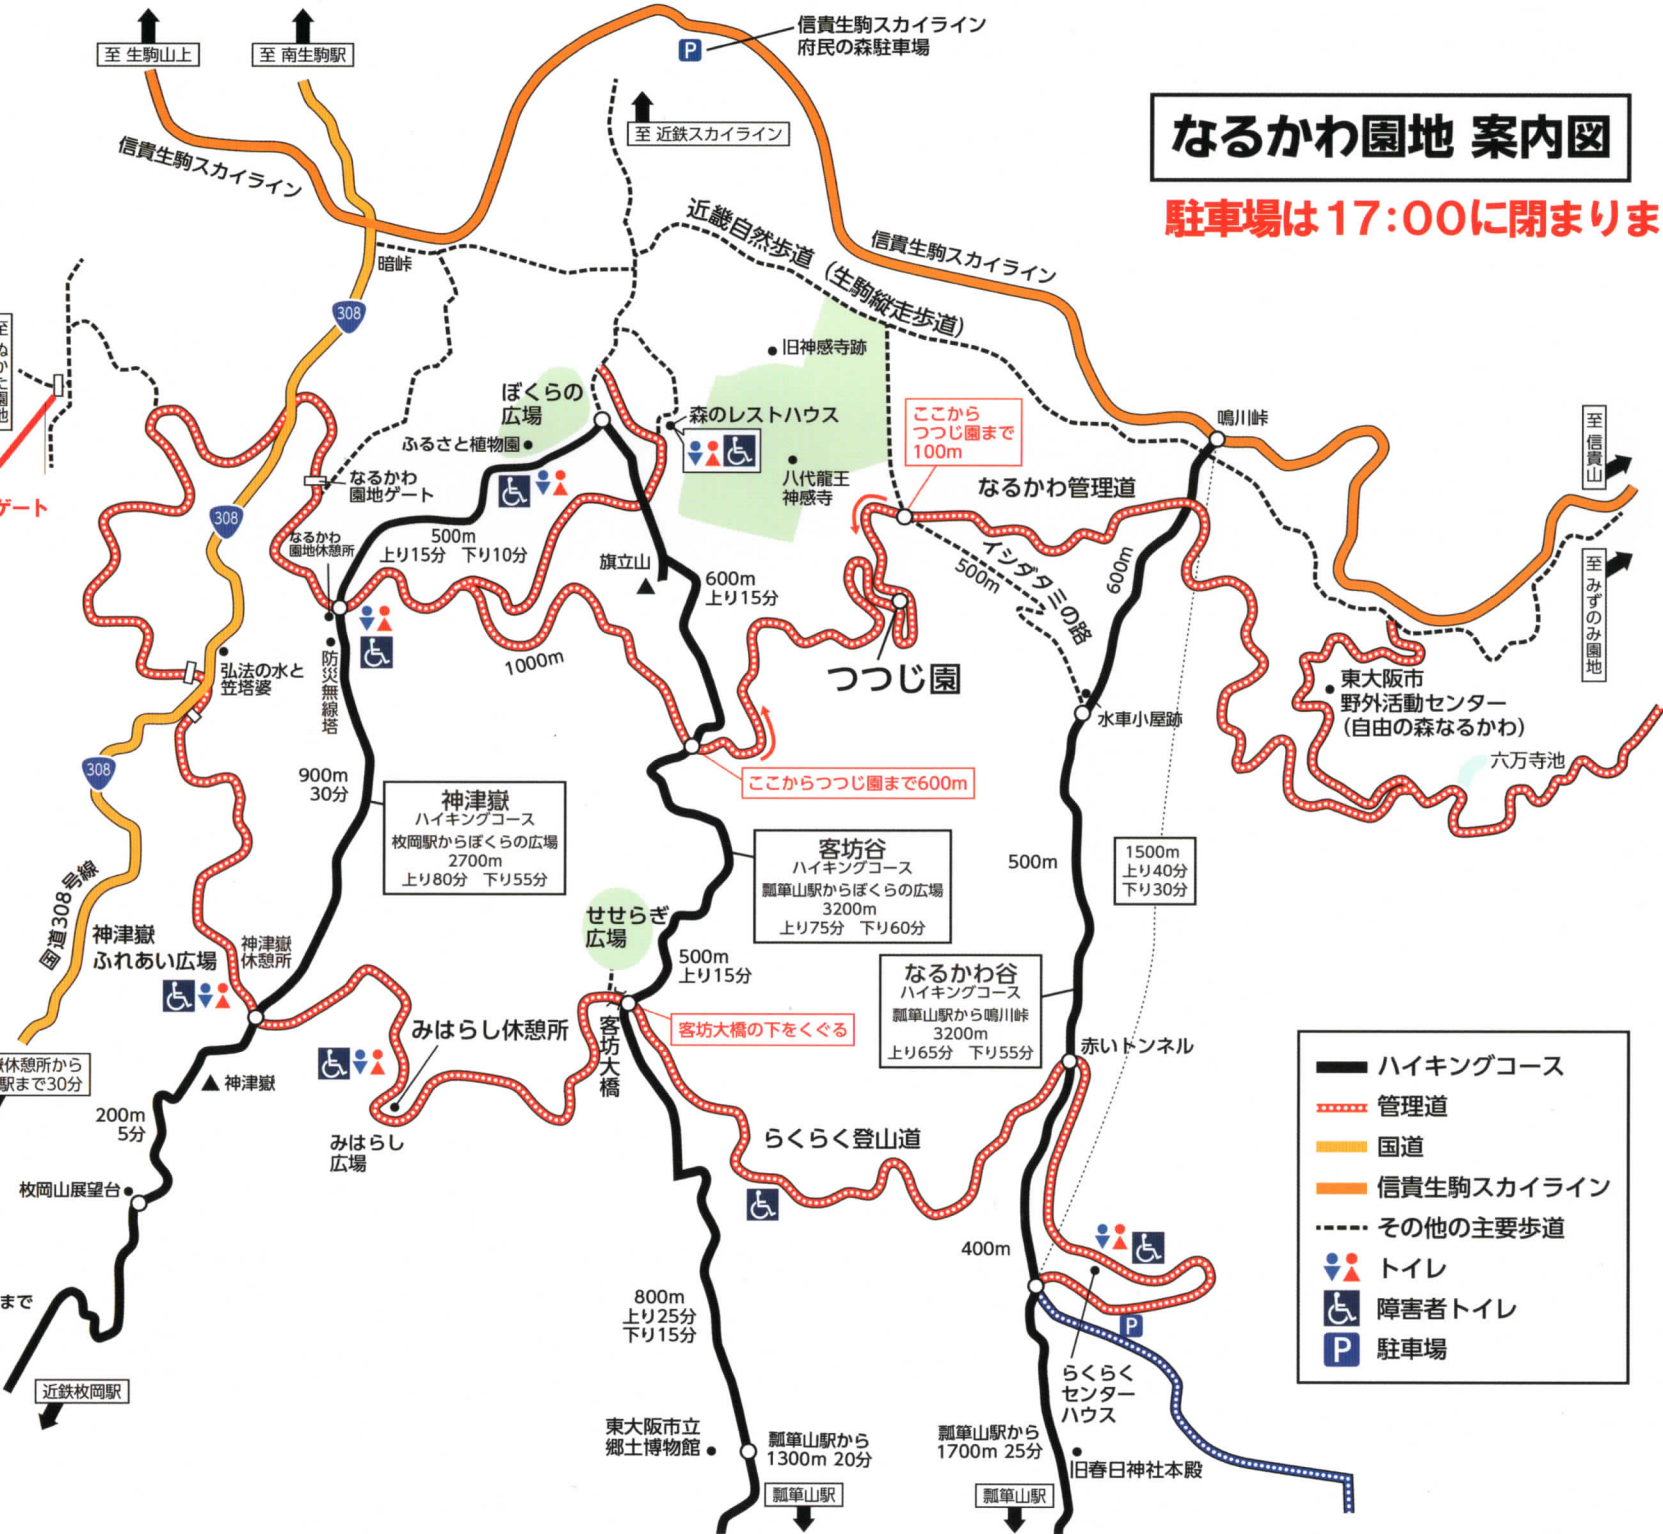 至 生駒山上
至 南生駒駅
信貴生駒スカイライン
府民の森駐車場
P
至 近鉄スカイライン
なるかわ園地 案内図
駐車場は17:00に閉まりま
信貴生駒スカイライン
近畿自然歩道（生駒縦走歩道）
信貴生駒スカイライン
暗峠
308
至 ぬかた園地
ゲート
旧神感寺跡
ぼくらの
広場
ふるさと植物園
森のレストハウス
八代龍王
神感寺
ここから
つつじ園まで
100m
鳴川峠
至 信貴山
なるかわ
園地ゲート
なるかわ管理道
308
なるかわ
園地休憩所
500m
上り15分 下り10分
旗立山
600m
上り15分
イシダタミの路
500m
600m
至 みずのみ園地
1000m
防災無線塔
弘法の水と
笠塔婆
つつじ園
水車小屋跡
東大阪市
野外活動センター
(自由の森なるかわ)
六万寺池
308
900m
30分
ここからつつじ園まで600m
神津嶽
ハイキングコース
枚岡駅からぼくらの広場
2700m
上り80分 下り55分
客坊谷
ハイキングコース
瓢箪山駅からぼくらの広場
3200m
上り75分 下り60分
500m
1500m
上り40分
下り30分
国道308号線
神津嶽
ふれあい広場
神津嶽
休憩所
せせらぎ
広場
500m
上り15分
なるかわ谷
ハイキングコース
瓢箪山駅から鳴川峠
3200m
上り65分 下り55分
みはらし休憩所
客坊大橋
客坊大橋の下をくぐる
赤いトンネル
休憩所から
駅まで30分
神津嶽
200m
5分
みはらし
広場
らくらく登山道
枚岡山展望台
まで
近鉄枚岡駅
400m
800m
上り25分
下り15分
P
らくらく
センター
ハウス
東大阪市立
郷土博物館
瓢箪山駅から
1300m 20分
瓢箪山駅
瓢箪山駅から
1700m 25分
旧春日神社本殿
瓢箪山駅
ハイキングコース
管理道
国道
信貴生駒スカイライン
その他の主要歩道
トイレ
障害者トイレ
P
駐車場